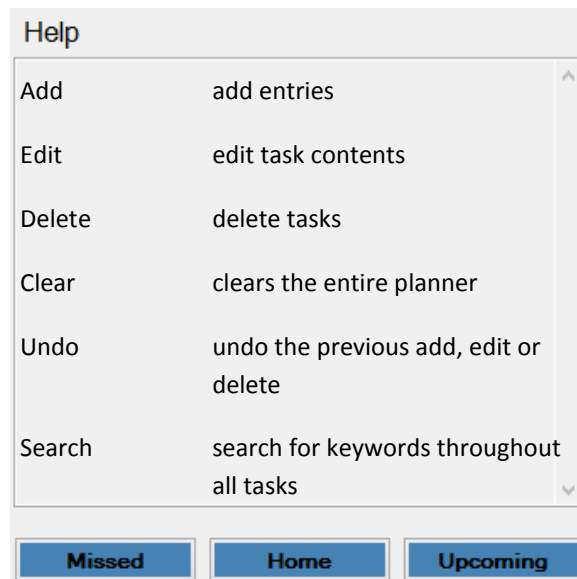 Help
Add add entries
Edit edit task contents
Delete delete tasks
Clear clears the entire planner
Undo undo the previous add, edit or
delete
Search search for keywords throughout
all tasks
Missed Home Upcoming